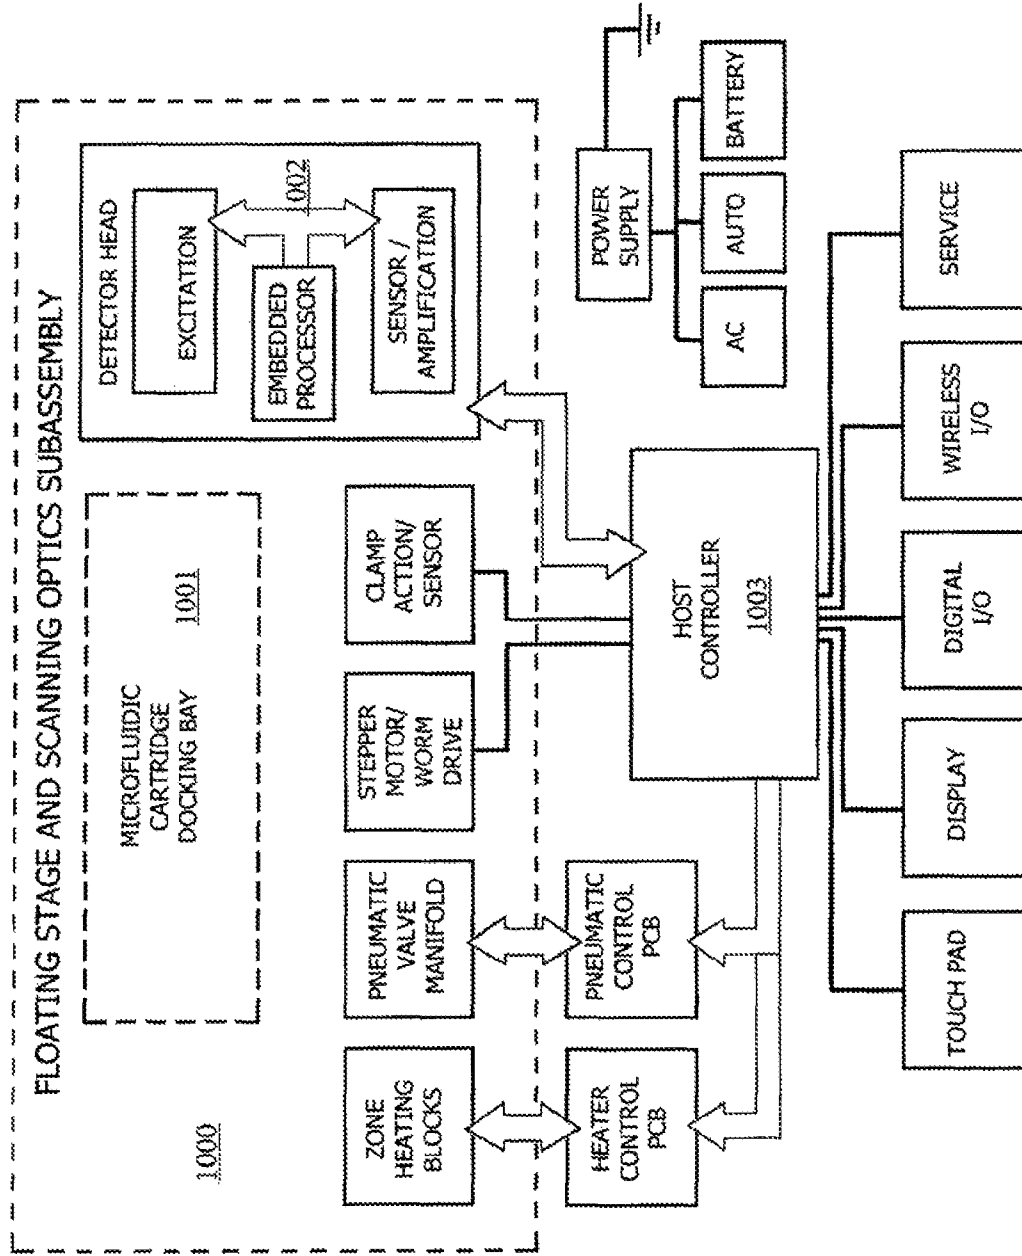 FLOATING STAGE AND SCANNING OPTICS SUBASSEMBLY
1000
MICROFLUIDIC
CARTRIDGE
DOCKING BAY
1001
DETECTOR HEAD
EXCITATION
EMBEDDED
PROCESSOR
002
SENSOR /
AMPLIFICATION
ZONE
HEATING
BLOCKS
PNEUMATIC
VALVE
MANIFOLD
STEPPER
MOTOR/
WORM
DRIVE
CLAMP
ACTION/
SENSOR
HEATER
CONTROL
PCB
PNEUMATIC
CONTROL
PCB
HOST
CONTROLLER
1003
POWER
SUPPLY
AC
AUTO
BATTERY
TOUCH PAD
DISPLAY
DIGITAL
I/O
WIRELESS
I/O
SERVICE